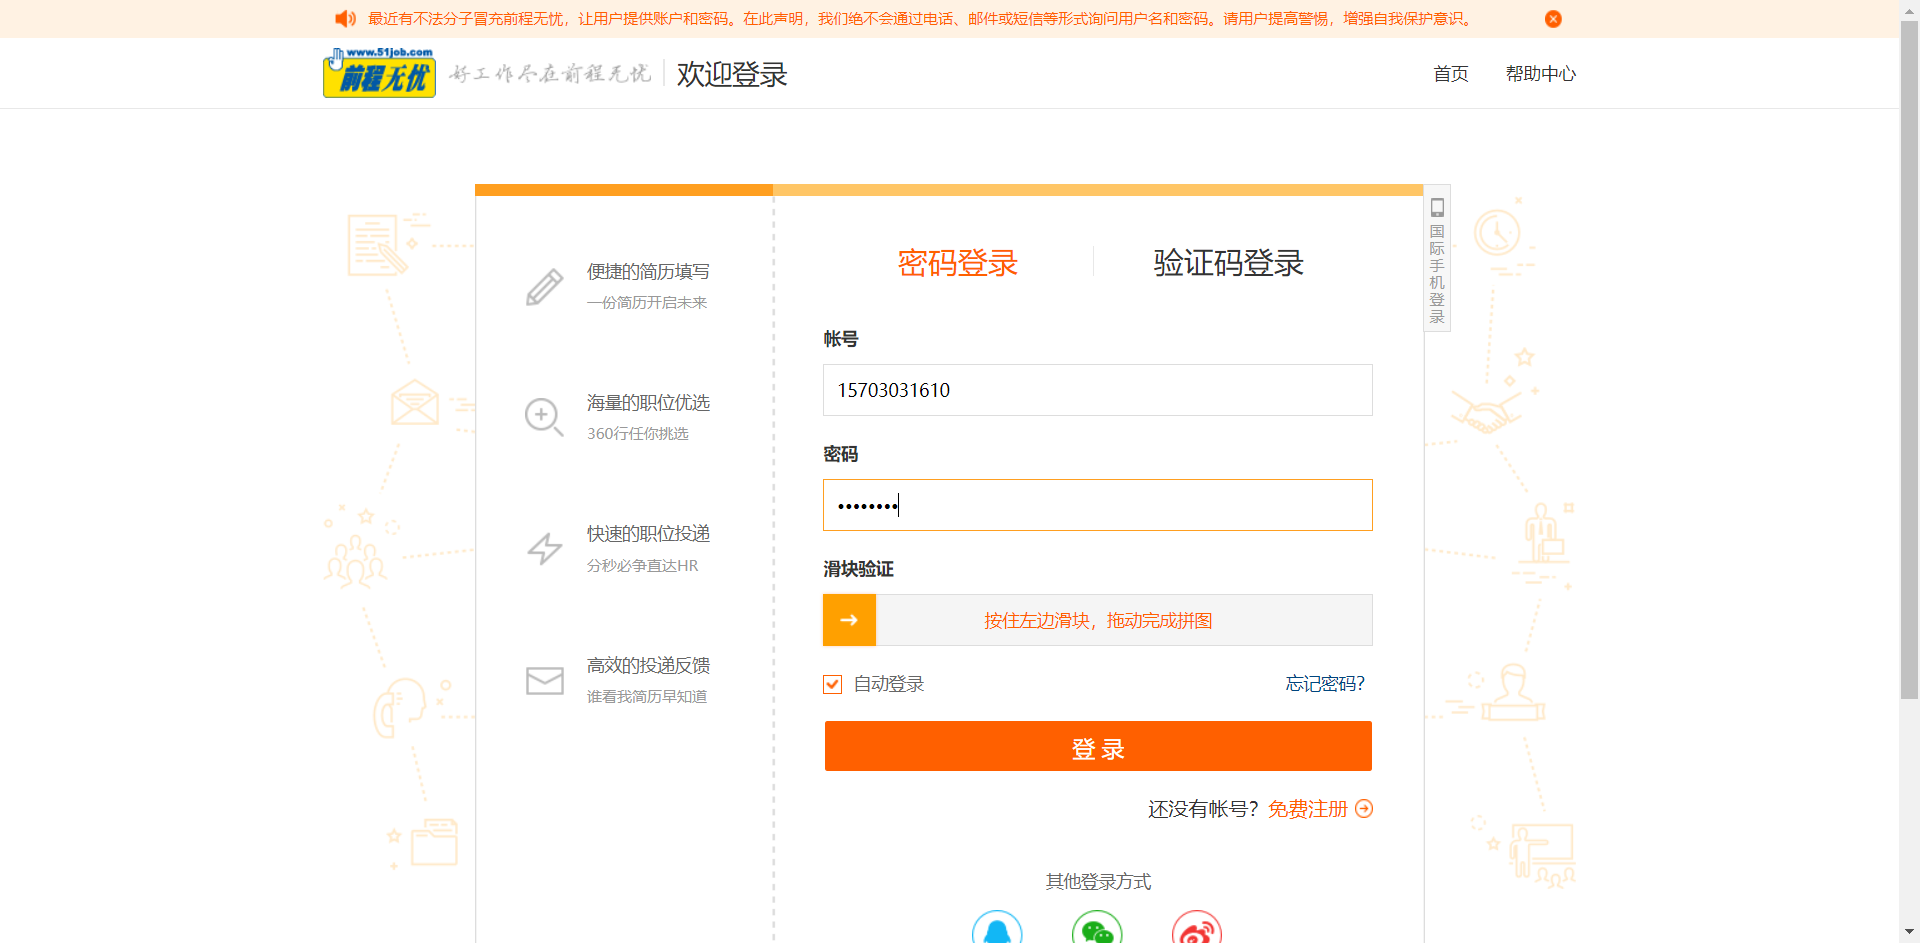 最近有不法分子冒充前程无忧，让用户提供账户和密码。在此声明，我们绝不会通过电话、邮件或短信等形式询问用户名和密码。请用户提高警惕，增强自我保护意识。
www.51job.com
前程无忧
好工作尽在前程无忧
欢迎登录
首页
帮助中心
便捷的简历填写
一份简历开启未来
海量的职位优选
360行任你挑选
快速的职位投递
分秒必争直达HR
高效的投递反馈
谁看我简历早知道
密码登录
验证码登录
国际手机登录
帐号
15703031610
密码
••••••••
滑块验证
按住左边滑块，拖动完成拼图
自动登录
忘记密码?
登 录
还没有帐号? 免费注册
其他登录方式